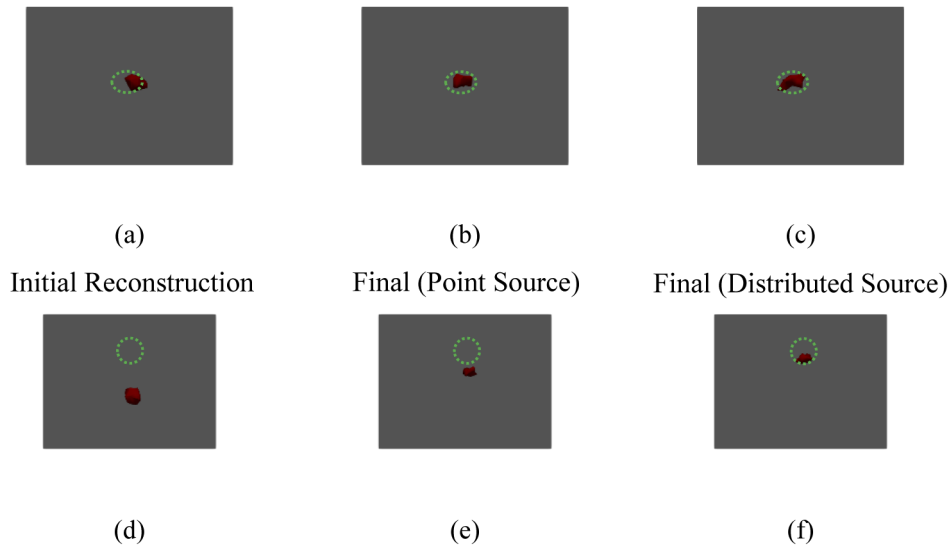 (a) (b) (c)
Initial Reconstruction Final (Point Source) Final (Distributed Source)
(d) (e) (f)